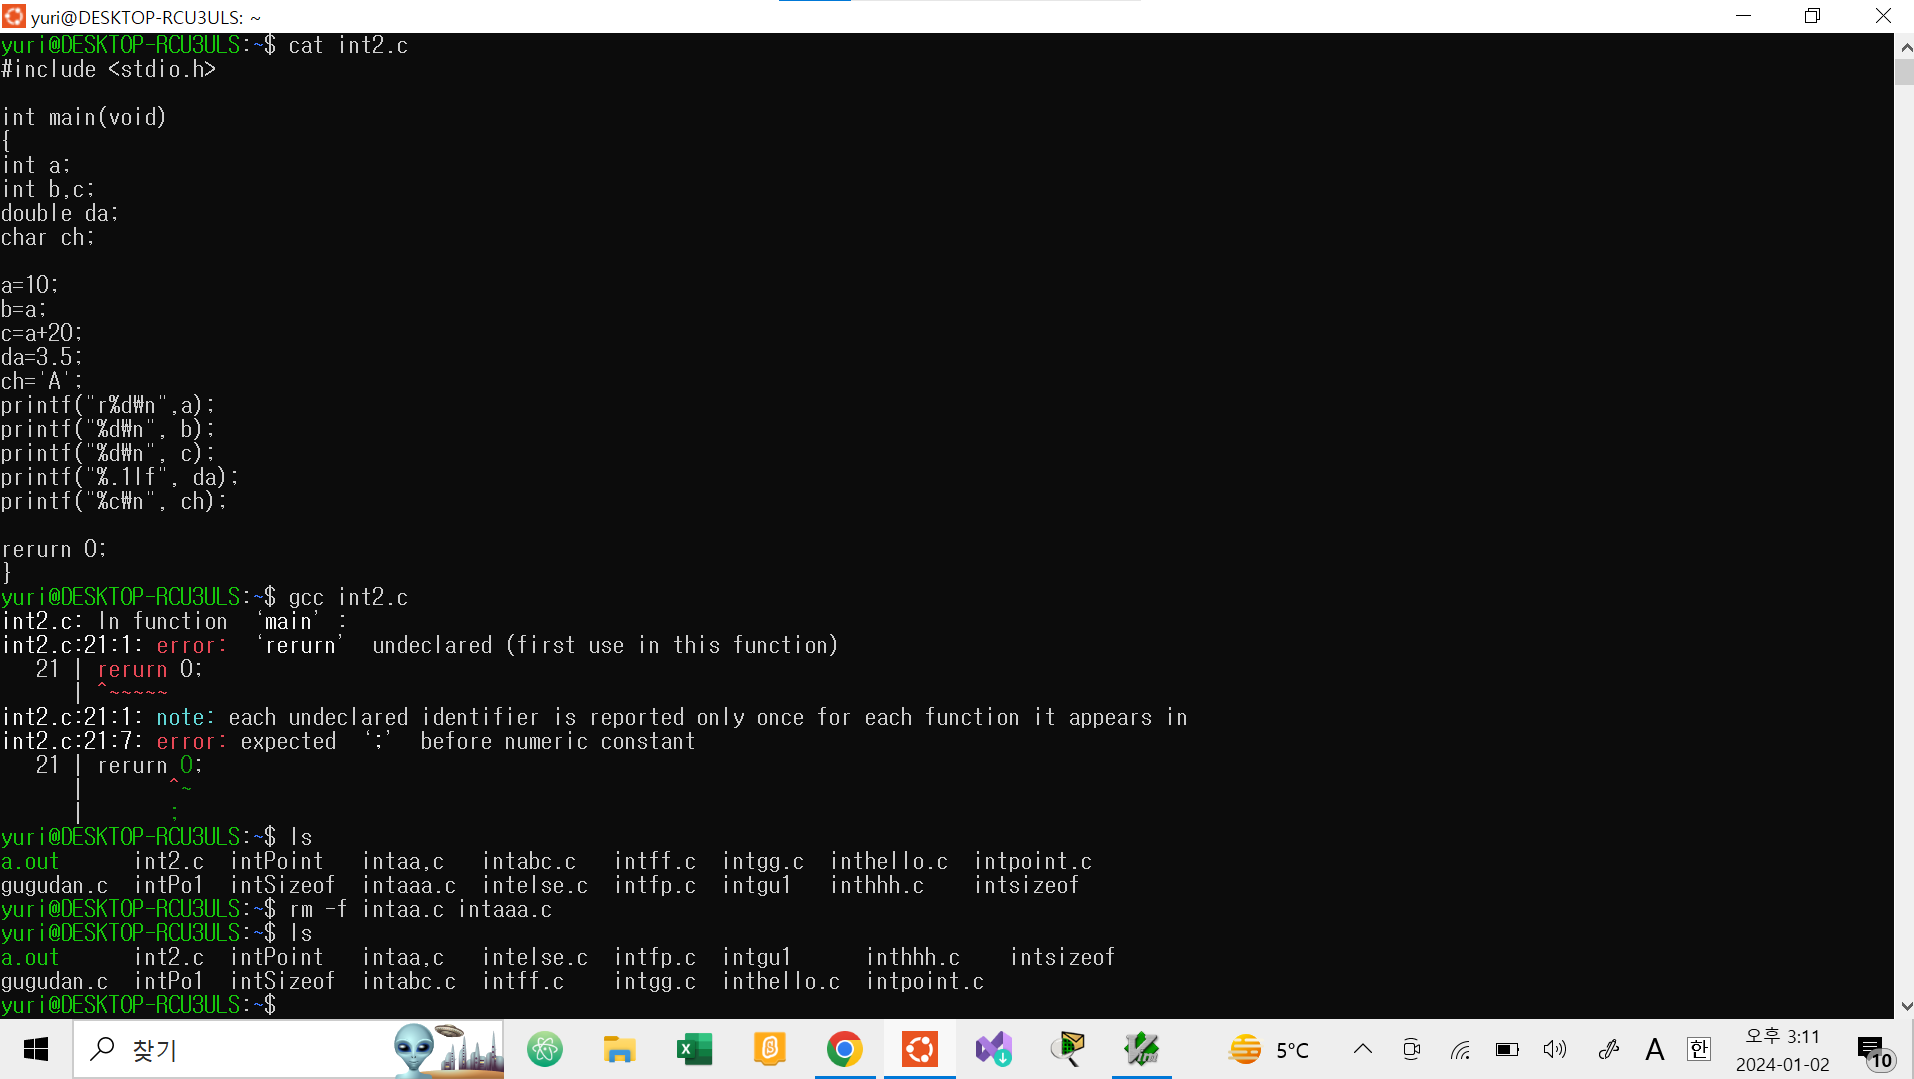 yuri@DESKTOP-RCU3ULS: ~
yuri@DESKTOP-RCU3ULS:~$ cat int2.c
#include <stdio.h>
int main(void)
{
int a;
int b,c;
double da;
char ch;
a=10;
b=a;
c=a+20;
da=3.5;
ch='A';
printf("r%d₩n",a);
printf("%d₩n", b);
printf("%d₩n", c);
printf("%.1lf", da);
printf("%c₩n", ch);
rerurn 0;
}
yuri@DESKTOP-RCU3ULS:~$ gcc int2.c
int2.c: In function ‘main’:
int2.c:21:1: error: ‘rerurn’ undeclared (first use in this function)
   21 | rerurn 0;
      | ^~~~~~
int2.c:21:1: note: each undeclared identifier is reported only once for each function it appears in
int2.c:21:7: error: expected ‘;’ before numeric constant
   21 | rerurn 0;
      |       ^~
      |       ;
yuri@DESKTOP-RCU3ULS:~$ ls
a.out      int2.c  intPoint   intaa,c   intabc.c   intff.c  intgg.c  inthello.c  intpoint.c
gugudan.c  intPo1  intSizeof  intaaa.c  intelse.c  intfp.c  intgu1   inthhh.c    intsizeof
yuri@DESKTOP-RCU3ULS:~$ rm -f intaa.c intaaa.c
yuri@DESKTOP-RCU3ULS:~$ ls
a.out      int2.c  intPoint   intaa,c   intelse.c  intfp.c  intgu1      inthhh.c    intsizeof
gugudan.c  intPo1  intSizeof  intabc.c  intff.c    intgg.c  inthello.c  intpoint.c
yuri@DESKTOP-RCU3ULS:~$
찾기
5°C
A
한
오후 3:11
2024-01-02
10